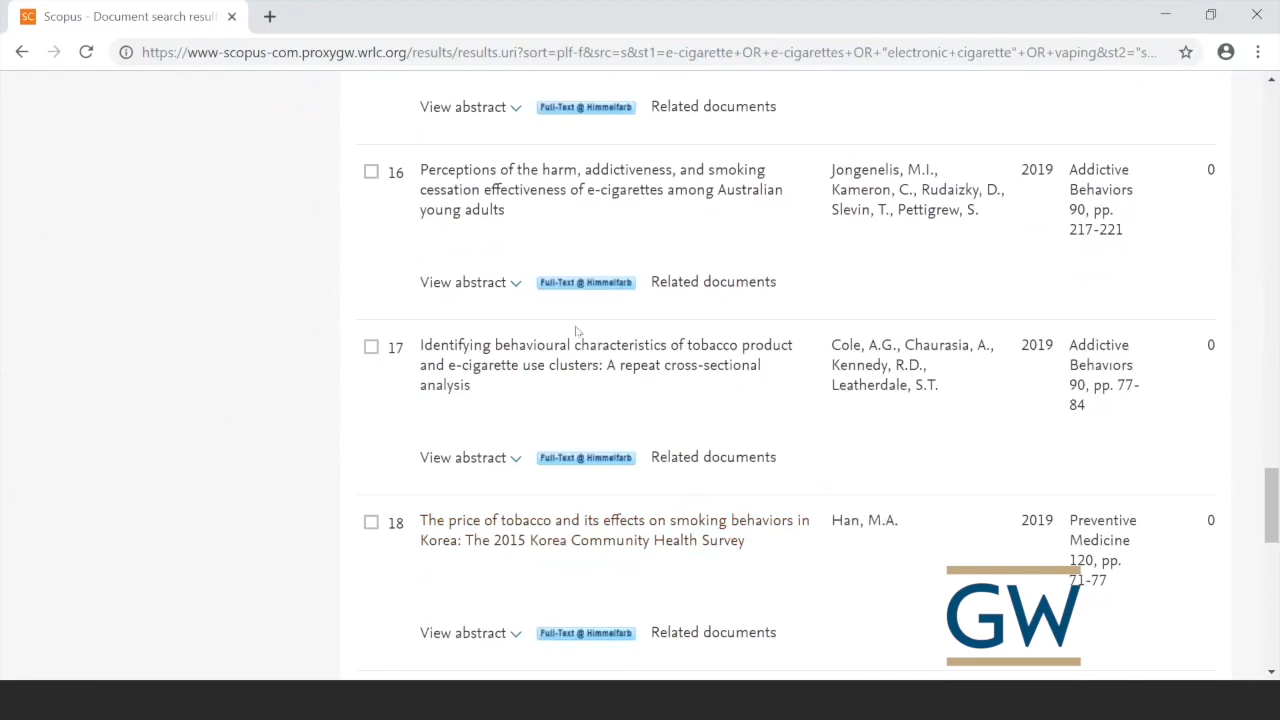 SC Scopus - Document search result
https://www-scopus-com.proxygw.wrlc.org/results/results.uri?sort=plf-f&src=s&st1=e-cigarette+OR+e-cigarettes+OR+"electronic+cigarette"+OR+vaping&st2="s...
View abstract Full-Text @ Himmelfarb Related documents
16 Perceptions of the harm, addictiveness, and smoking Jongenelis, M.I., 2019 Addictive 0
cessation effectiveness of e-cigarettes among Australian Kameron, C., Rudaizky, D., Behaviors
young adults Slevin, T., Pettigrew, S. 90, pp.
217-221
View abstract Full-Text @ Himmelfarb Related documents
17 Identifying behavioural characteristics of tobacco product Cole, A.G., Chaurasia, A., 2019 Addictive 0
and e-cigarette use clusters: A repeat cross-sectional Kennedy, R.D., Behaviors
analysis Leatherdale, S.T. 90, pp. 77-
84
View abstract Full-Text @ Himmelfarb Related documents
18 The price of tobacco and its effects on smoking behaviors in Han, M.A. 2019 Preventive 0
Korea: The 2015 Korea Community Health Survey Medicine
120, pp.
71-77
GW
View abstract Full-Text @ Himmelfarb Related documents